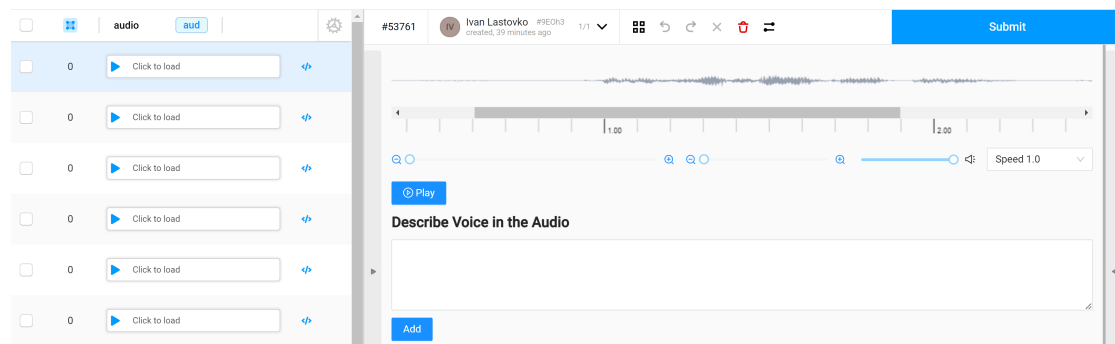 audio aud
#53761 IV Ivan Lastovko #9EOh3 1/1
created, 39 minutes ago
Submit
0 Click to load </>
0 Click to load </>
0 Click to load </>
0 Click to load </>
0 Click to load </>
0 Click to load </>
1.00 2.00
Speed 1.0
Play
Describe Voice in the Audio
Add